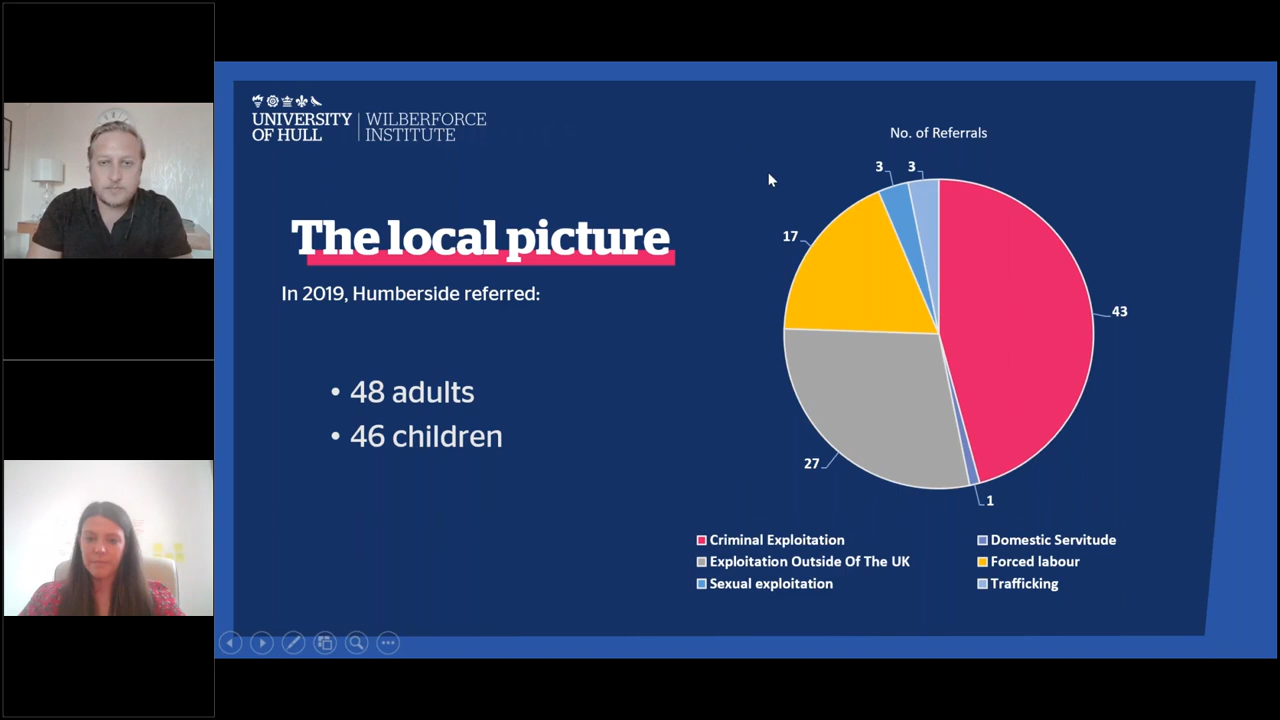 UNIVERSITY
OF HULL
WILBERFORCE
INSTITUTE
The local picture
In 2019, Humberside referred:
• 48 adults
• 46 children
No. of Referrals
3
3
17
43
27
1
Criminal Exploitation
Domestic Servitude
Exploitation Outside Of The UK
Forced labour
Sexual exploitation
Trafficking